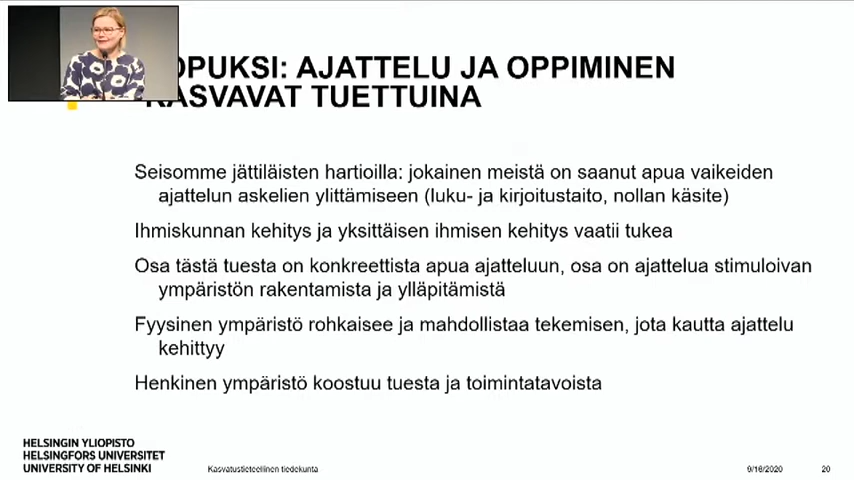 OPUKSI: AJATTELU JA OPPIMINEN
KASVAVAT TUETTUINA
Seisomme jättiläisten hartioilla: jokainen meistä on saanut apua vaikeiden
ajattelun askelien ylittämiseen (luku- ja kirjoitustaito, nollan käsite)
Ihmiskunnan kehitys ja yksittäisen ihmisen kehitys vaatii tukea
Osa tästä tuesta on konkreettista apua ajatteluun, osa on ajattelua stimuloivan
ympäristön rakentamista ja ylläpitämistä
Fyysinen ympäristö rohkaisee ja mahdollistaa tekemisen, jota kautta ajattelu
kehittyy
Henkinen ympäristö koostuu tuesta ja toimintatavoista
HELSINGIN YLIOPISTO
HELSINGFORS UNIVERSITET
UNIVERSITY OF HELSINKI
Kasvatustieteellinen tiedekunta
9/16/2020
20